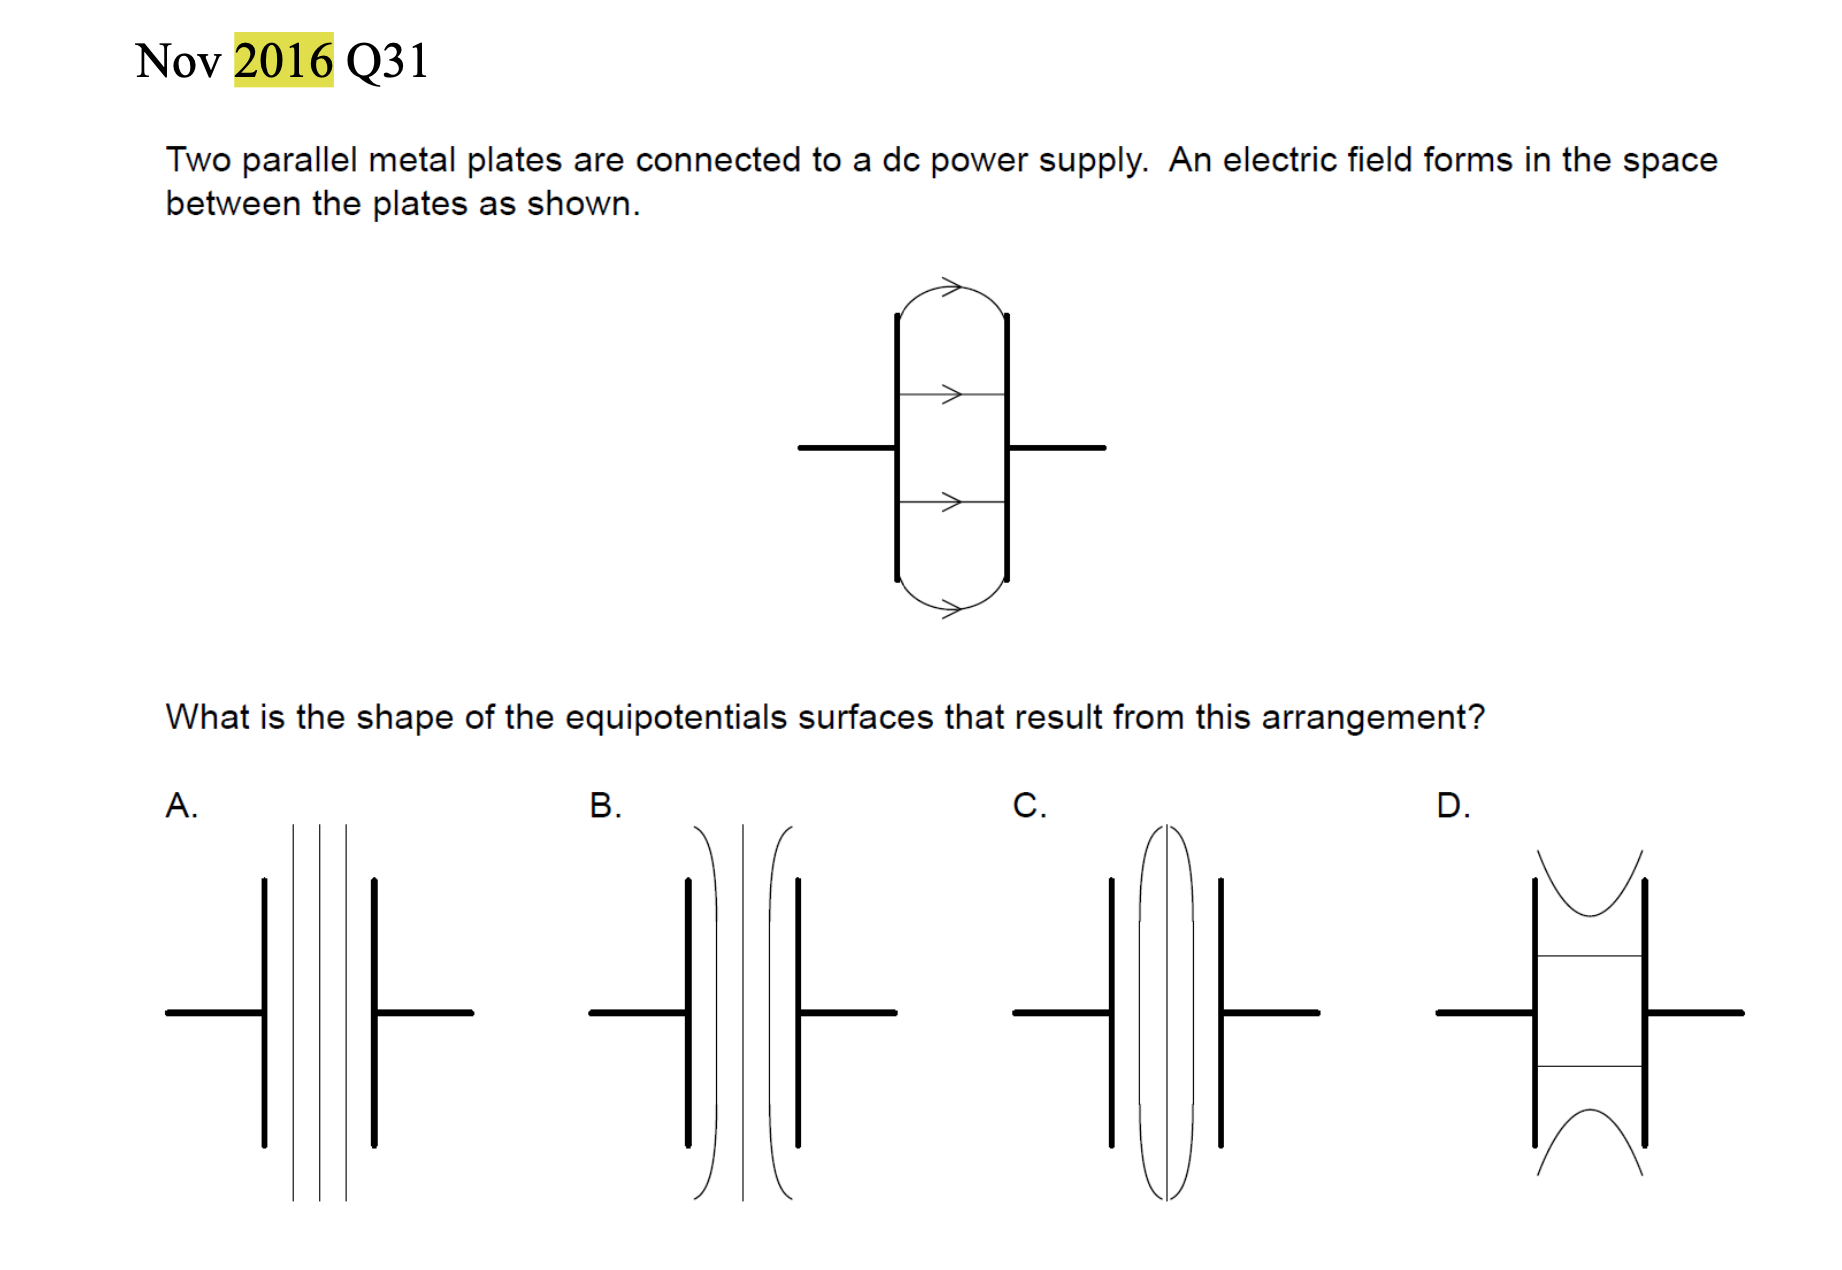 Nov 2016 Q31
Two parallel metal plates are connected to a dc power supply. An electric field forms in the space
between the plates as shown.
What is the shape of the equipotentials surfaces that result from this arrangement?
A.
B.
C.
D.